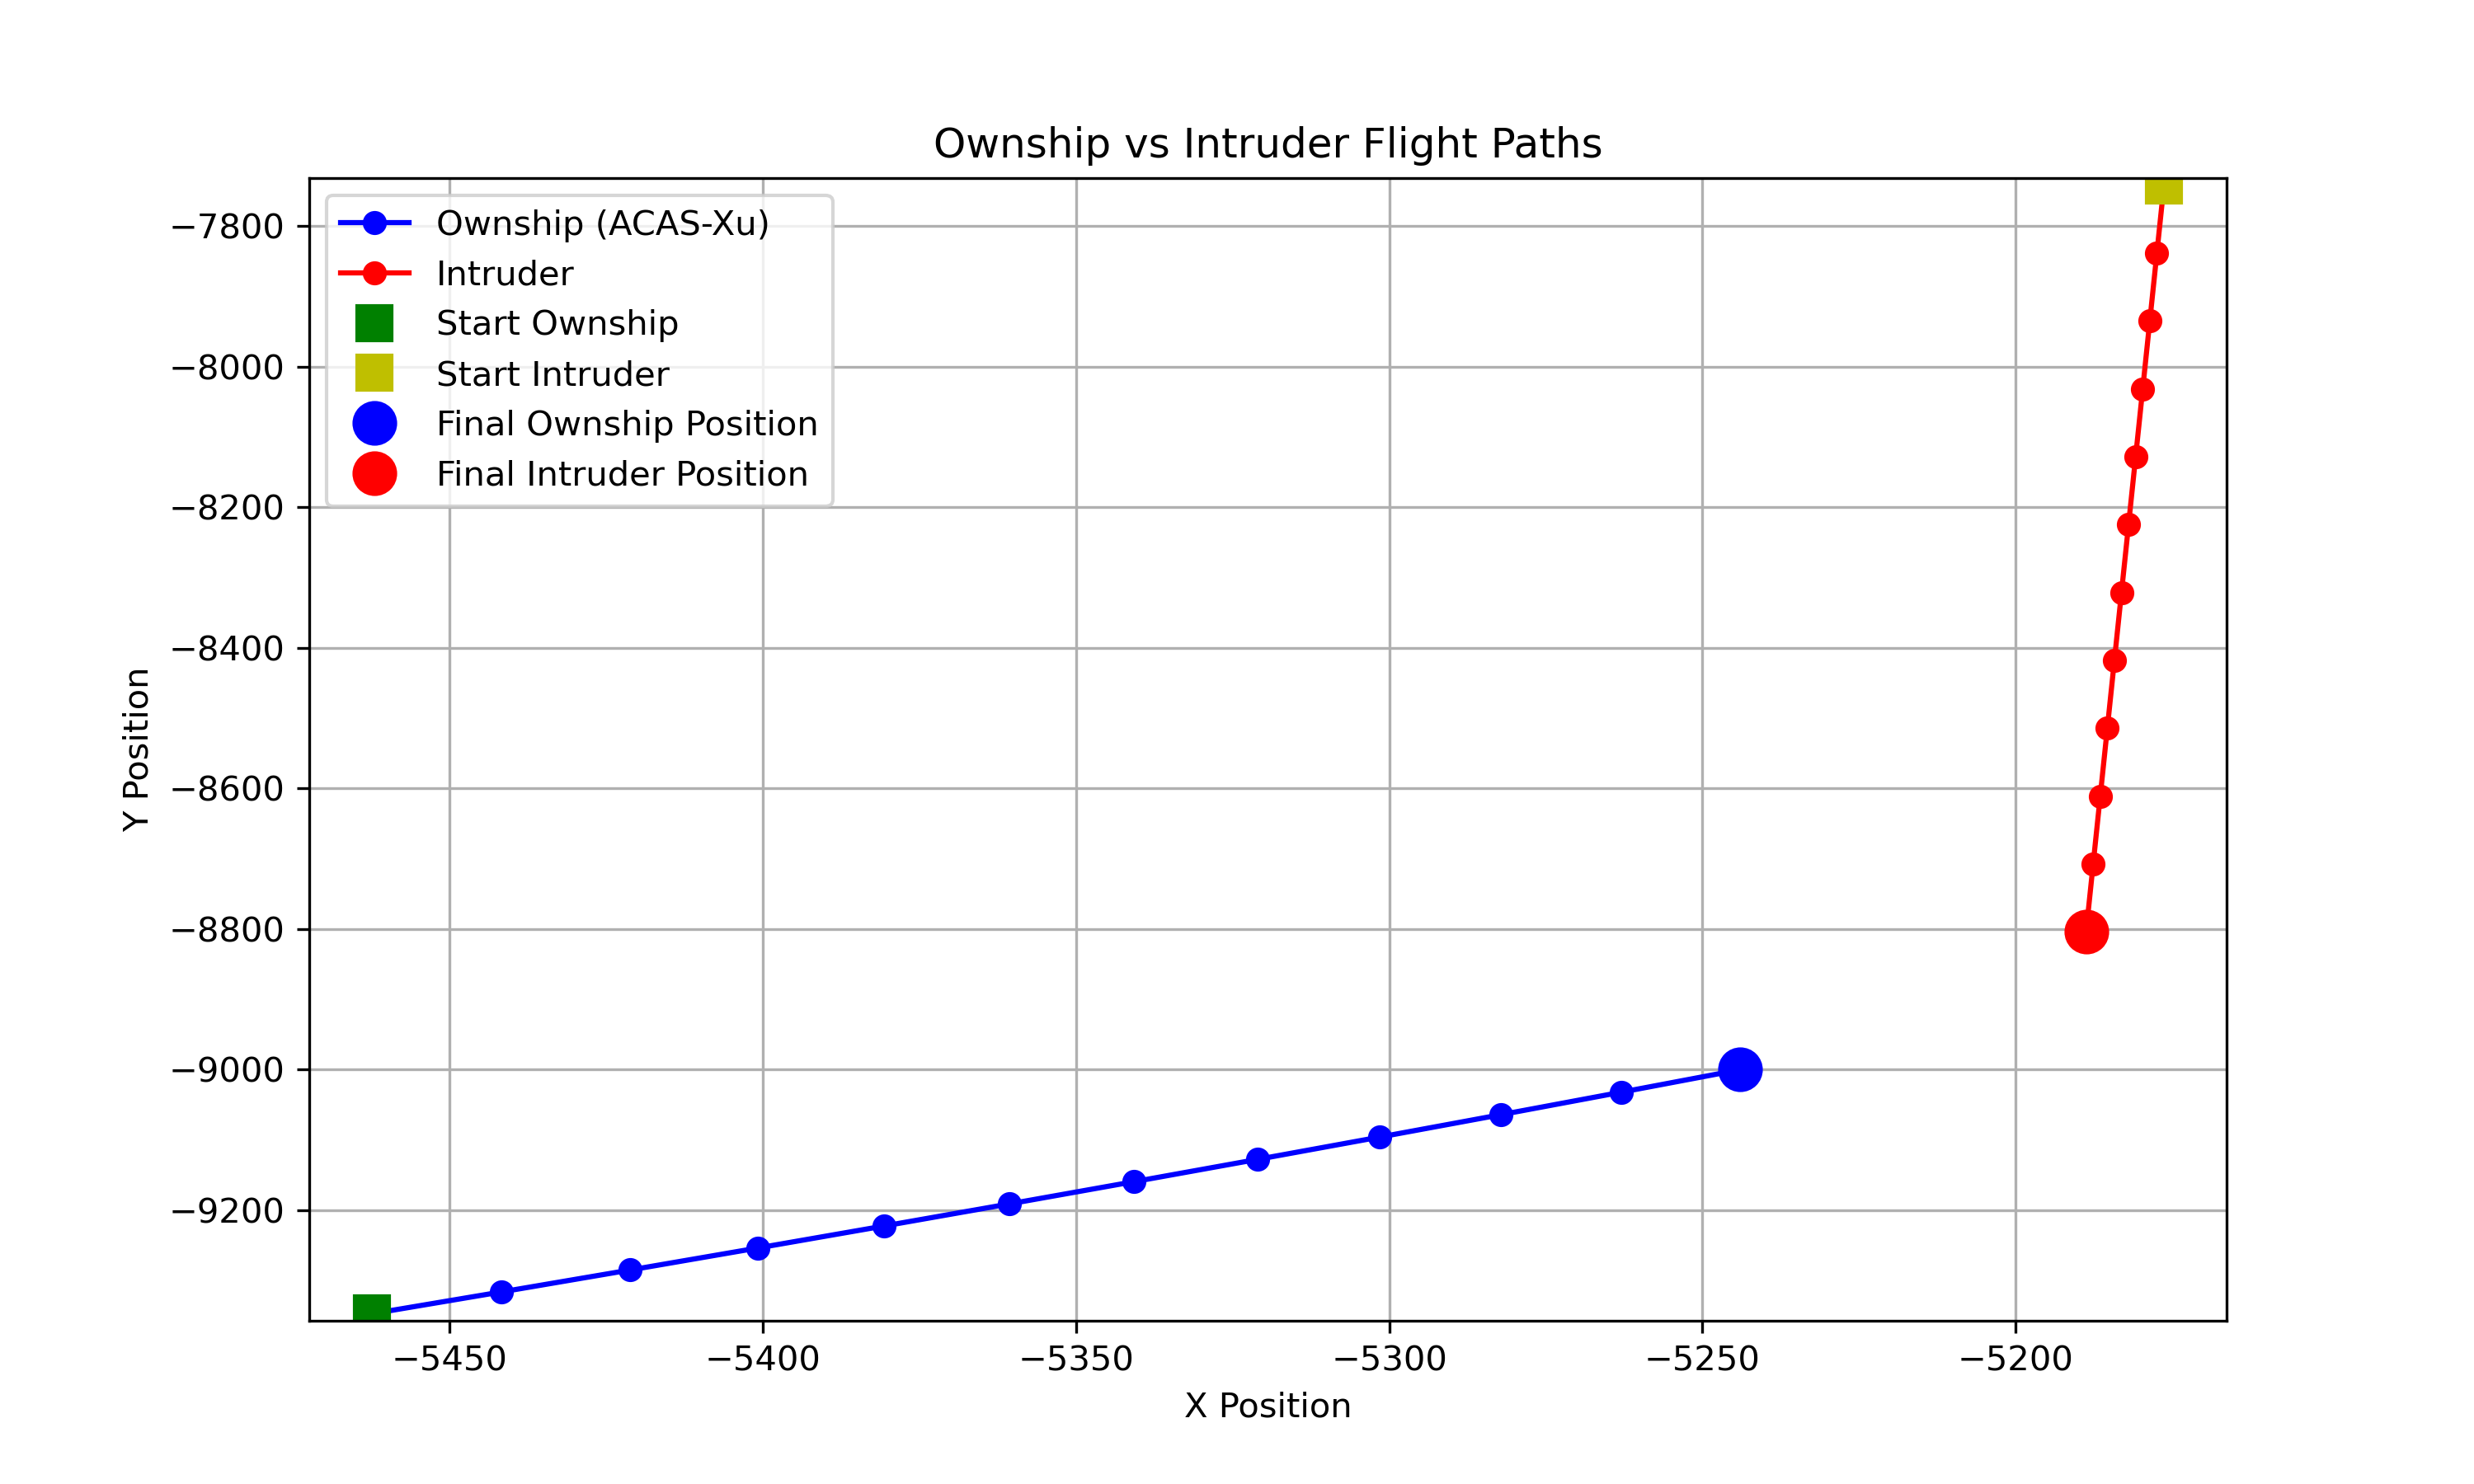 Ownship vs Intruder Flight Paths
Ownship (ACAS-Xu)
Intruder
Start Ownship
Start Intruder
Final Ownship Position
Final Intruder Position
Y Position
−7800
−8000
−8200
−8400
−8600
−8800
−9000
−9200
−5450
−5400
−5350
−5300
−5250
−5200
X Position